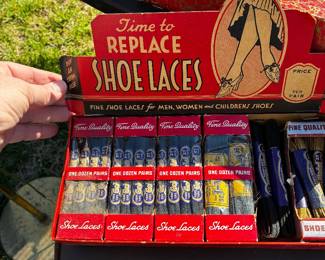 Time to
REPLACE
SHOE LACES
PRICE
PER
PAIR
FINE SHOE LACES for MEN, WOMEN and CHILDRENS SHOES
Fine Quality
Fine Quality
Fine Quality
Fine Quality
FINE QUALITY
ONE DOZEN PAIRS
ONE DOZEN PAIRS
ONE DOZEN PAIRS
ONE DOZEN PAIRS
Shoe Laces
Shoe Laces
Shoe Laces
Shoe Laces
SHOE